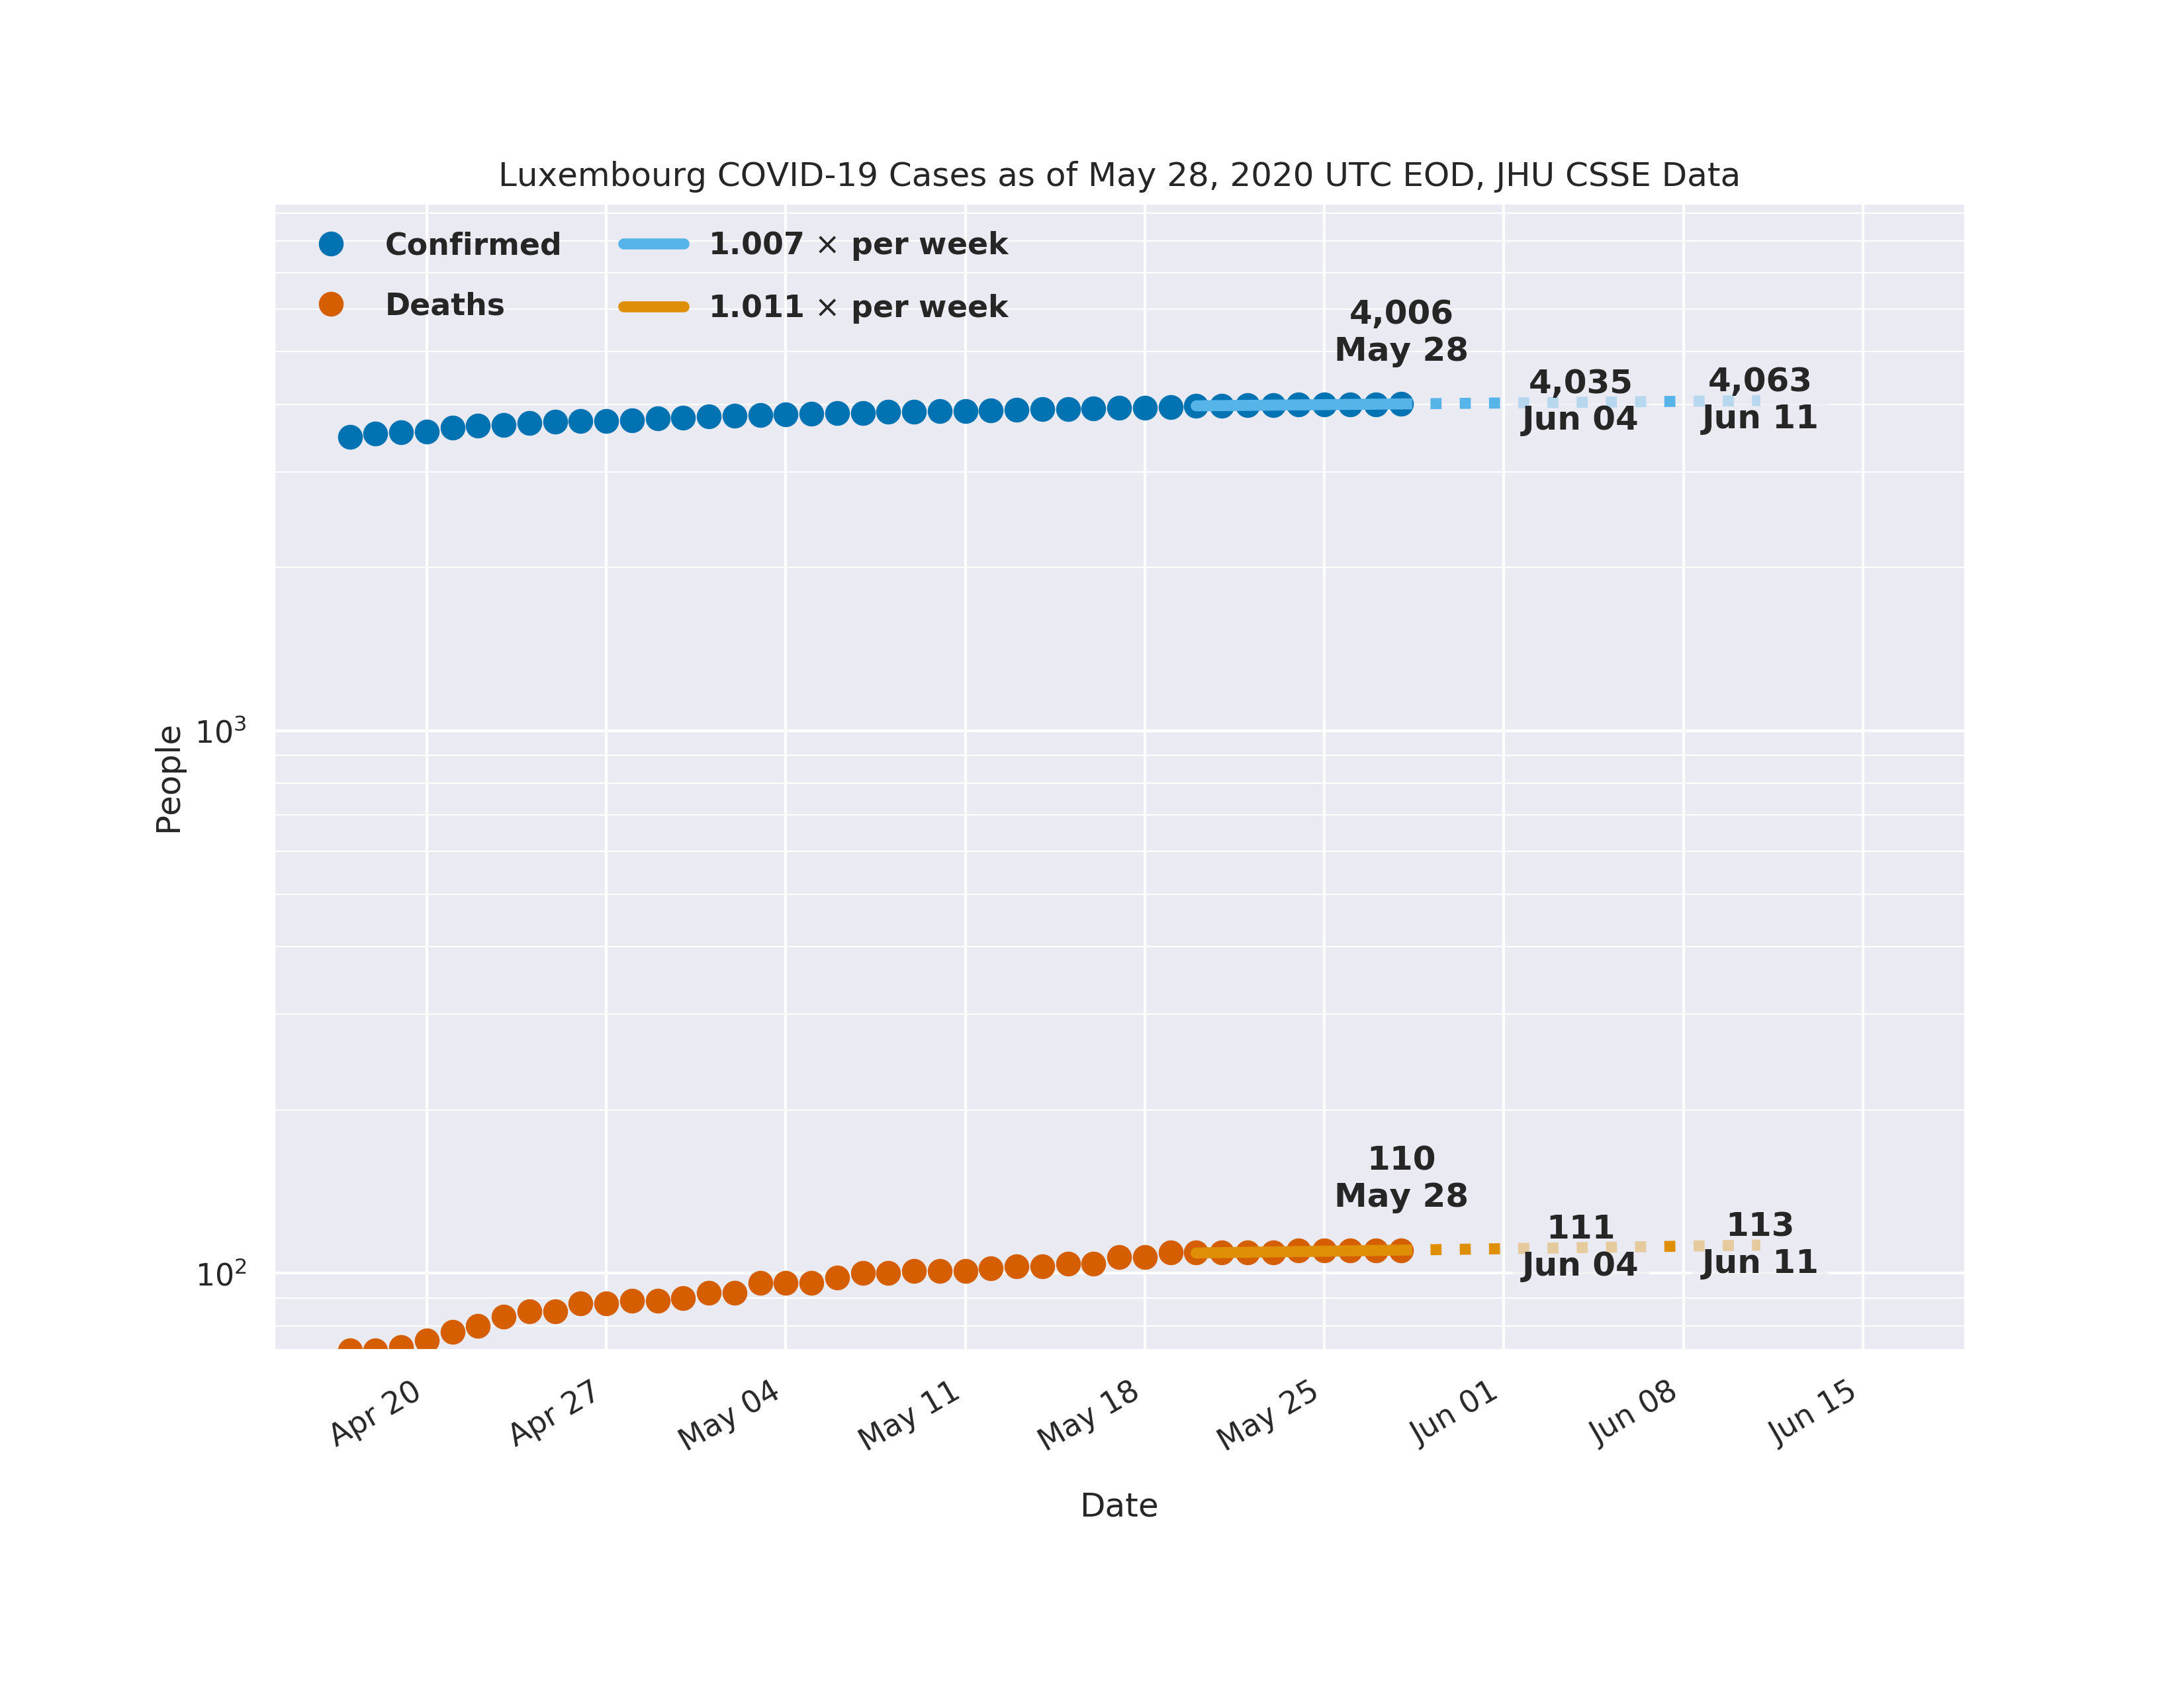 Luxembourg COVID-19 Cases as of May 28, 2020 UTC EOD, JHU CSSE Data
Confirmed
Deaths
1.007 × per week
1.011 × per week
4,006
May 28
4,035
Jun 04
4,063
Jun 11
110
May 28
111
Jun 04
113
Jun 11
People
10³
10²
Apr 20
Apr 27
May 04
May 11
May 18
May 25
Jun 01
Jun 08
Jun 15
Date